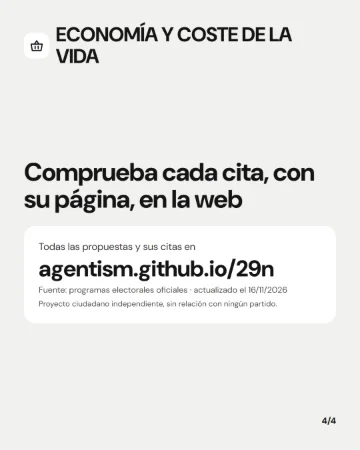 ECONOMÍA Y COSTE DE LA
VIDA
Comprueba cada cita, con
su página, en la web
Todas las propuestas y sus citas en
agentism.github.io/29n
Fuente: programas electorales oficiales · actualizado el 16/11/2026
Proyecto ciudadano independiente, sin relación con ningún partido.
4/4